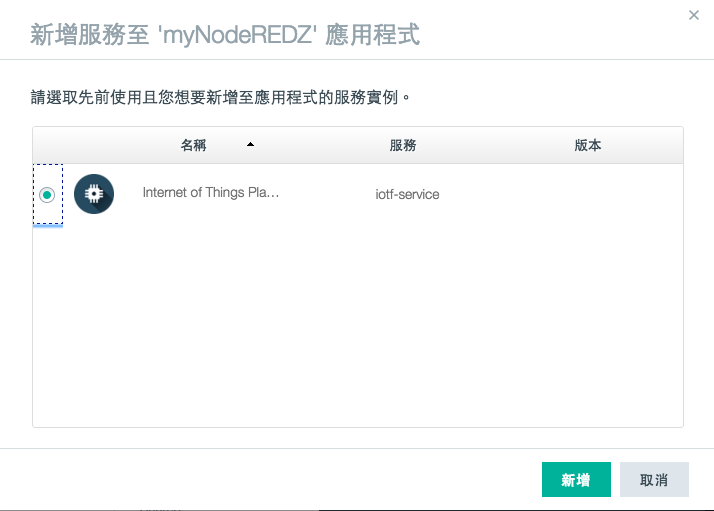 新增服務至 'myNodeREDZ' 應用程式
請選取先前使用且您想要新增至應用程式的服務實例。
名稱 服務 版本
Internet of Things Pla… iotf-service
新增 取消